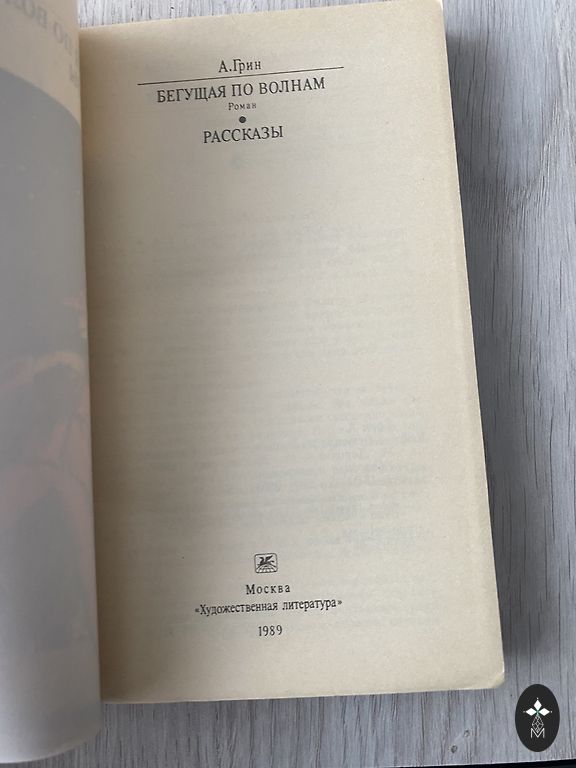 А.Грин
БЕГУЩАЯ ПО ВОЛНАМ
Роман
РАССКАЗЫ
Москва
«Художественная литература»
1989